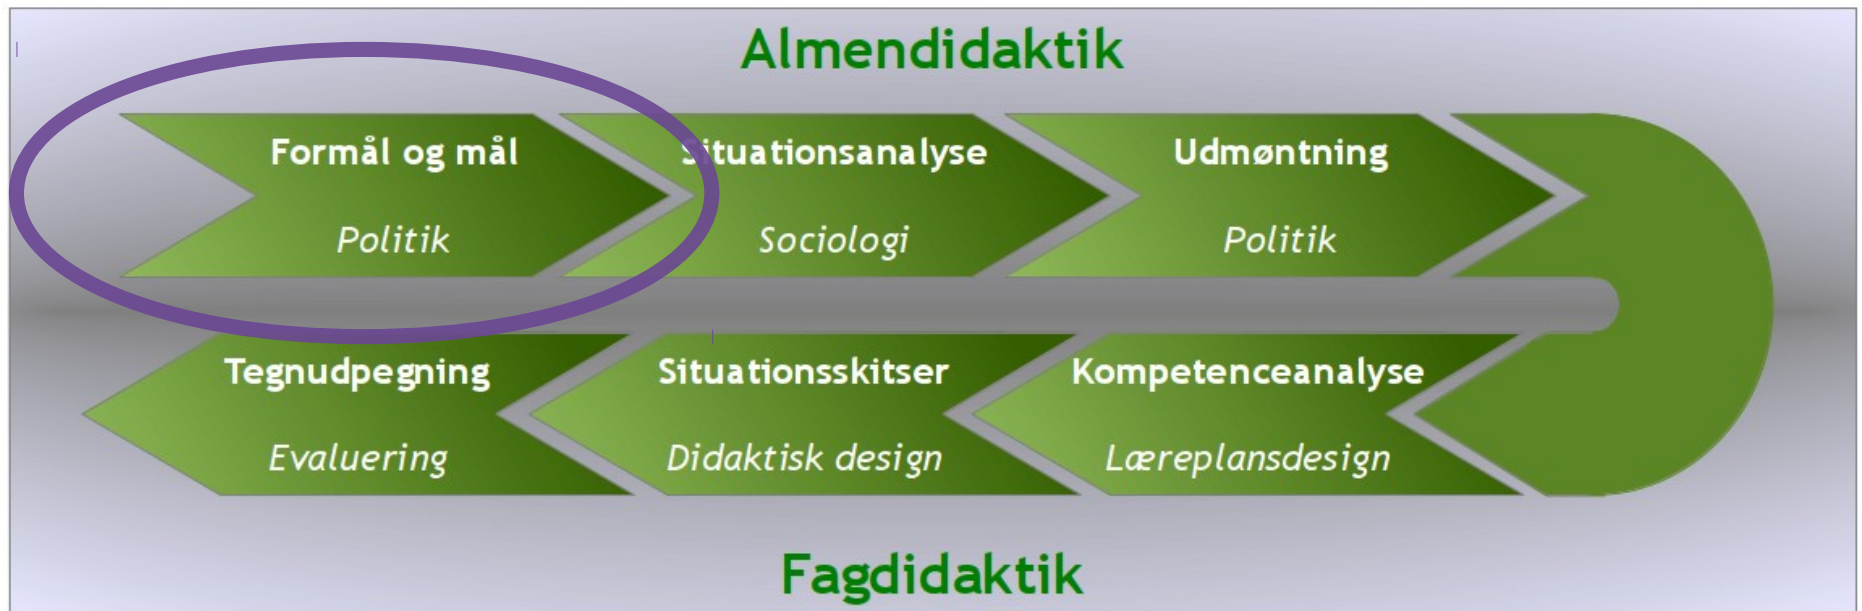 Almendidaktik
Formål og mål
Politik
Situationsanalyse
Sociologi
Udmøntning
Politik
Kompetenceanalyse
Læreplansdesign
Situationsskitser
Didaktisk design
Tegnudpegning
Evaluering
Fagdidaktik